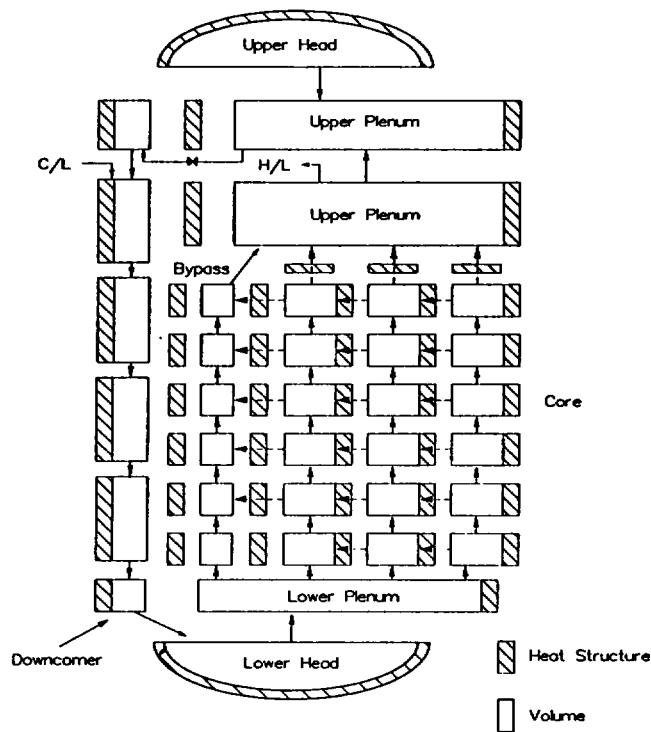 Upper Head
Upper Plenum
C/L
H/L
Upper Plenum
Bypass
Core
Lower Plenum
Downcomer
Lower Head
Heat Structure
Volume